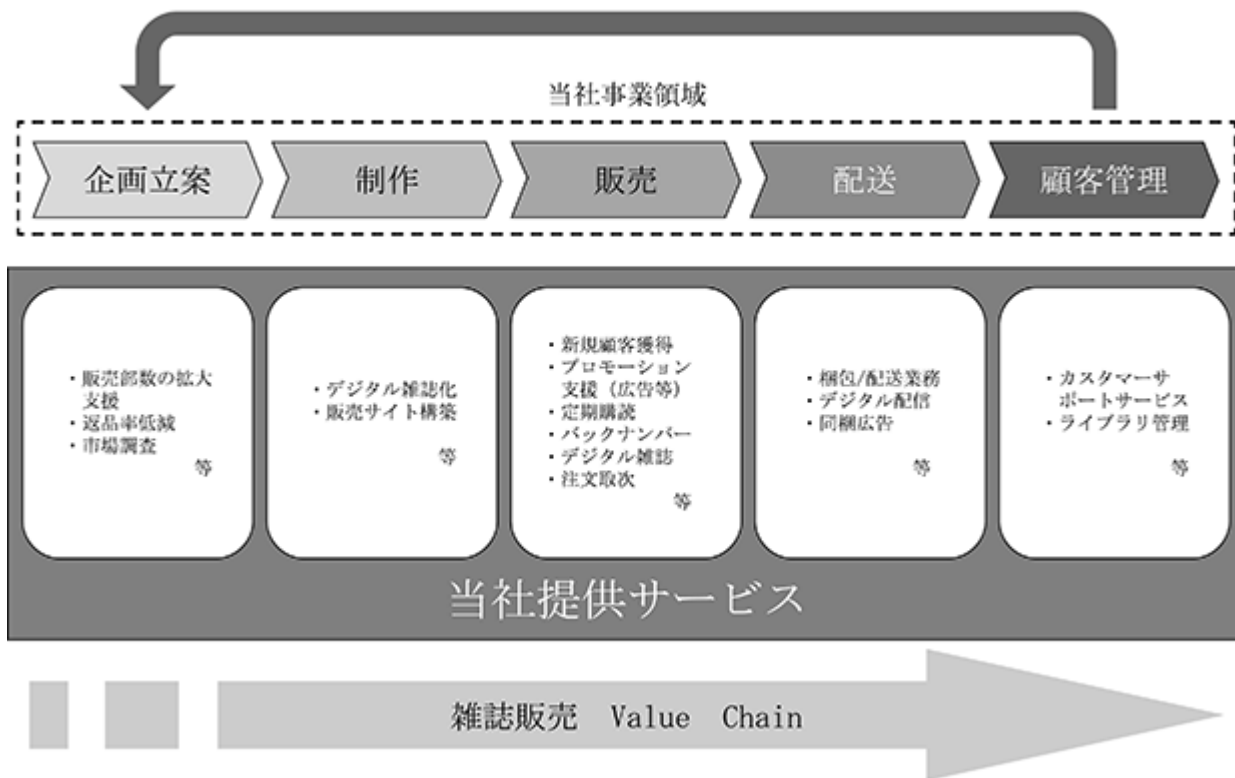 当社事業領域
企画立案
制作
販売
配送
顧客管理
・販売部数の拡大
支援
・返品率低減
・市場調査
等
・デジタル雑誌化
・販売サイト構築
等
・新規顧客獲得
・プロモーション
支援（広告等）
・定期購読
・バックナンバー
・デジタル雑誌
・注文取次
等
・梱包/配送業務
・デジタル配信
・同梱広告
等
・カスタマーサ
ポートサービス
・ライブラリ管理
等
当社提供サービス
雑誌販売 Value Chain